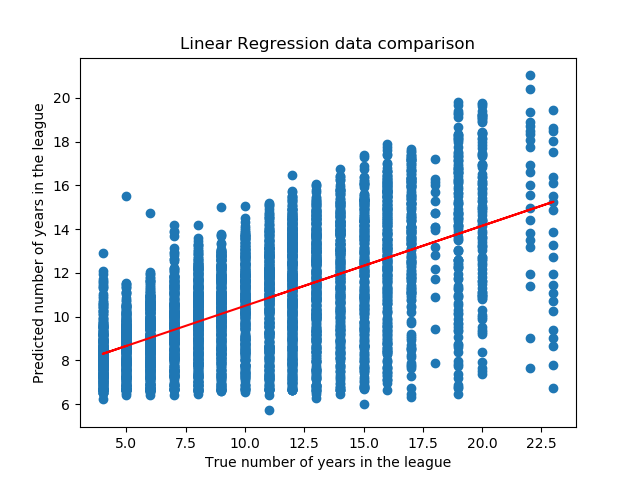 Linear Regression data comparison
20
18
16
14
12
10
8
6
Predicted number of years in the league
5.0 7.5 10.0 12.5 15.0 17.5 20.0 22.5
True number of years in the league